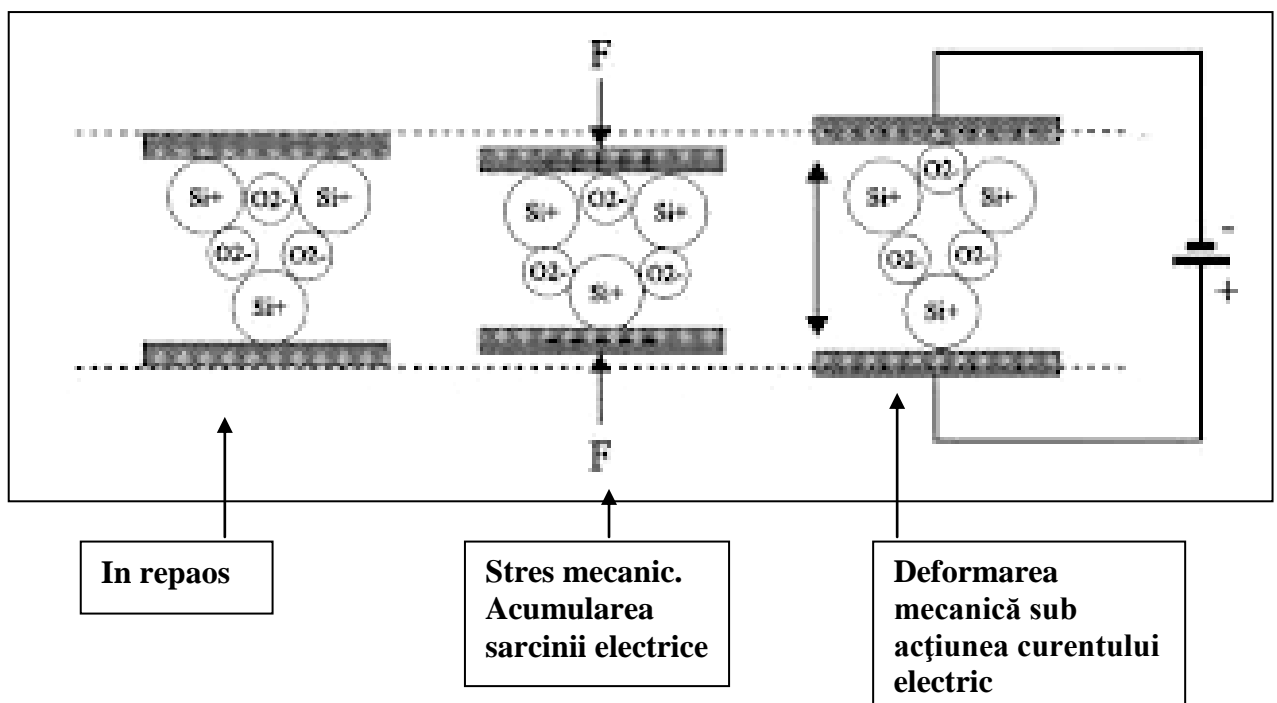 F
Si+ O2- Si+
O2- O2-
Si+
F
O2-
Si+ Si+
O2- O2-
Si+
O2-
Si+ Si+
O2- O2-
Si+
-
+
In repaos
Stres mecanic.
Acumularea
sarcinii electrice
Deformarea
mecanică sub
acţiunea curentului
electric